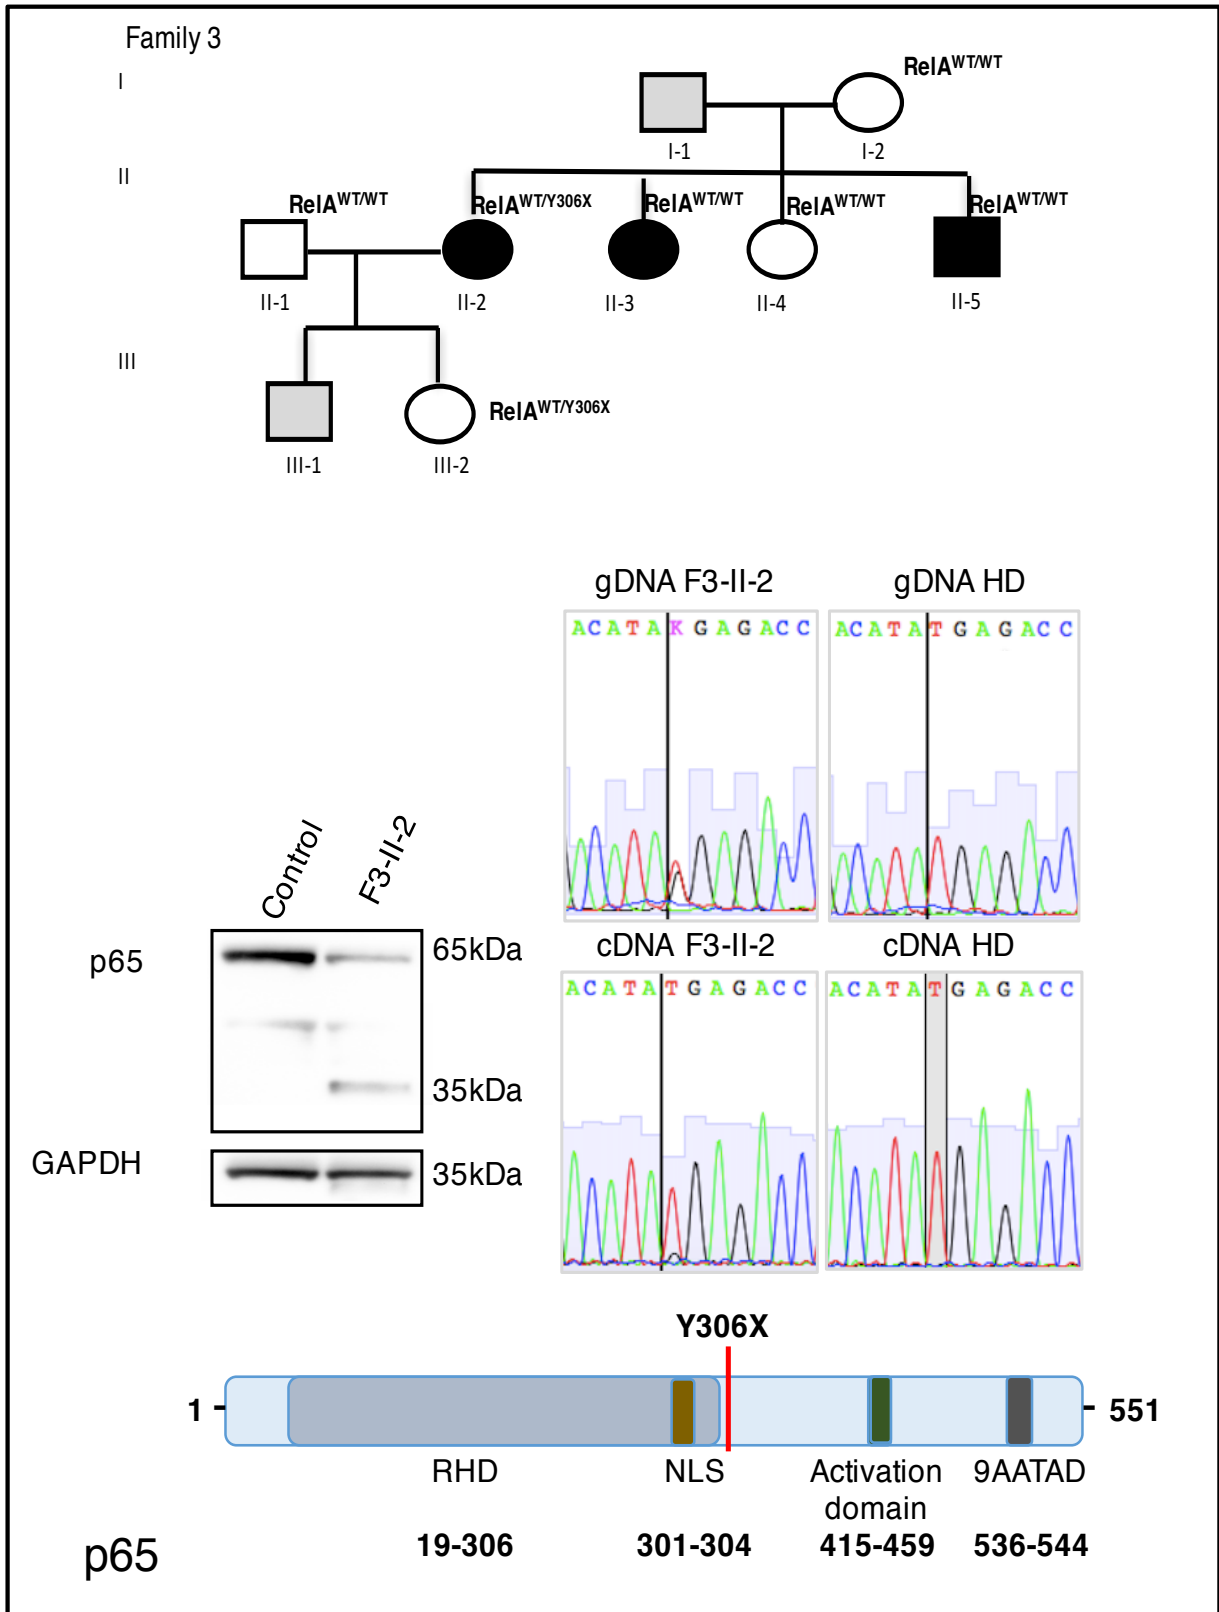 Family 3
I
RelA^WT/WT
I-1
I-2
II
RelA^WT/WT
RelA^WT/Y306X
RelA^WT/WT
RelA^WT/WT
RelA^WT/WT
II-1
II-2
II-3
II-4
II-5
III
RelA^WT/Y306X
III-1
III-2
gDNA F3-II-2
gDNA HD
ACATAKGAGACC
ACATATGAGACC
Control
F3-II-2
p65
65kDa
35kDa
GAPDH
35kDa
cDNA F3-II-2
cDNA HD
ACATATGAGACC
ACATATGAGACC
Y306X
1
551
RHD
NLS
Activation
domain
9AATAD
19-306
301-304
415-459
536-544
p65